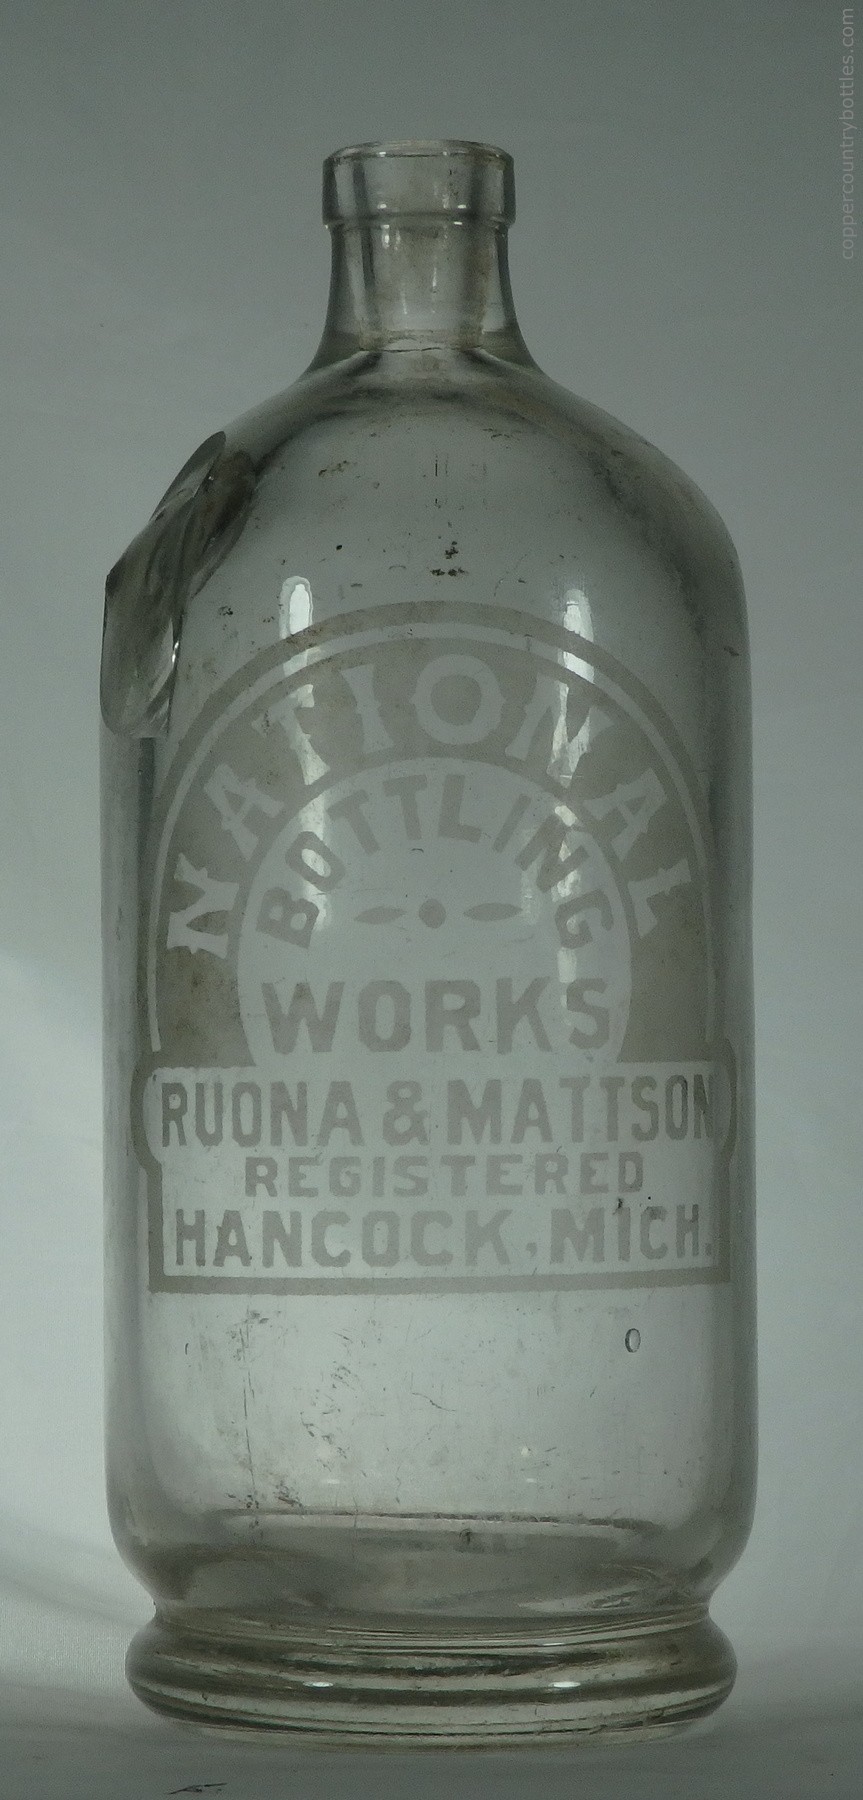 NATIONAL
BOTTLING
WORKS
RUONA & MATTSON
REGISTERED
HANCOCK, MICH.
coppercountrybottles.com